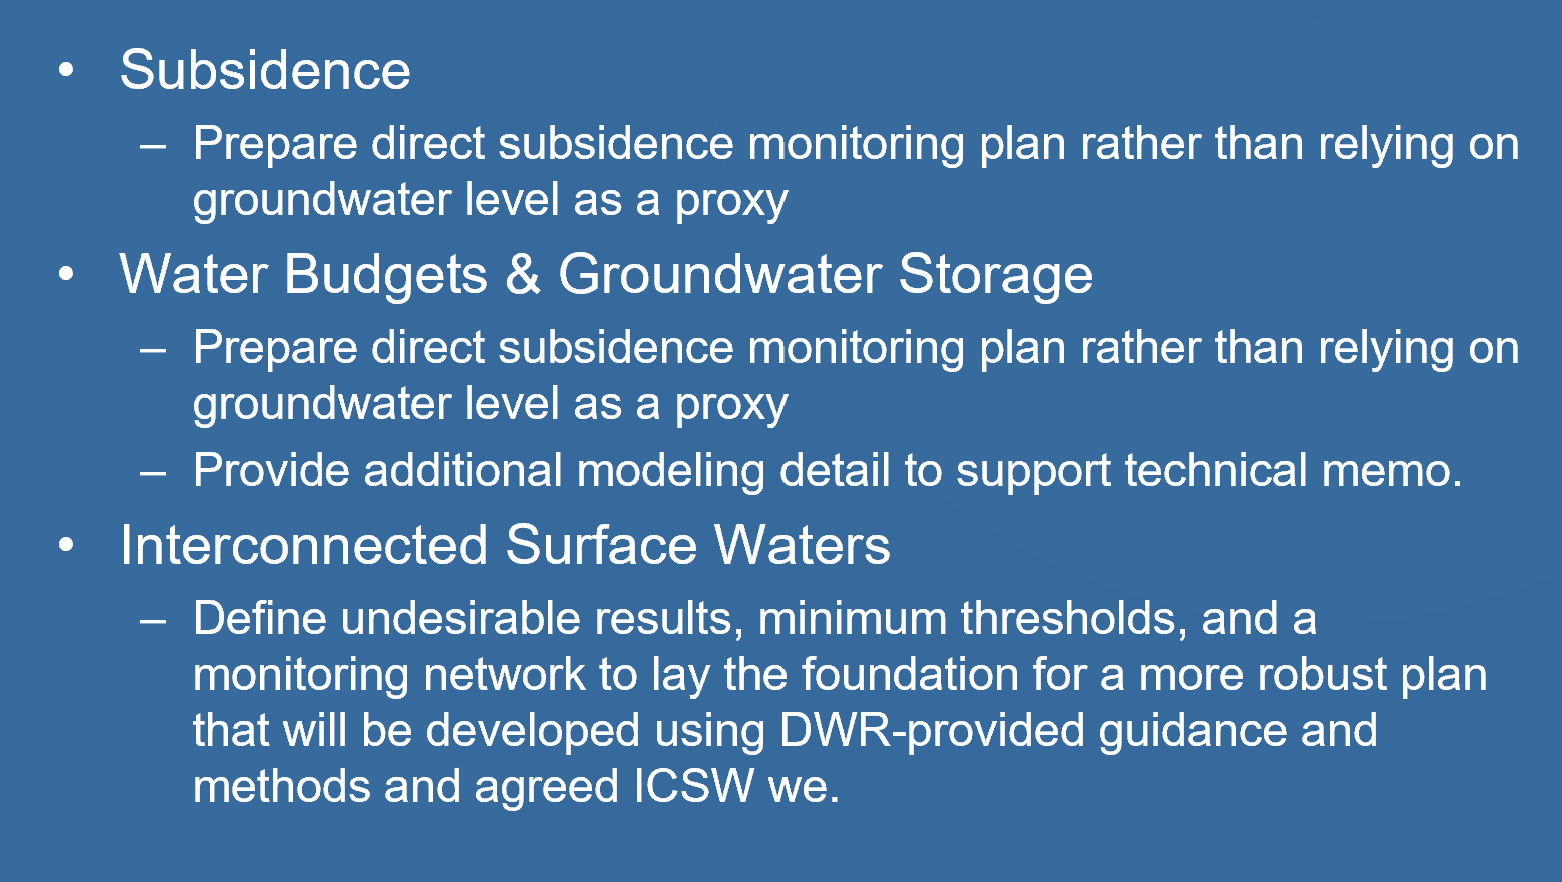 • Subsidence
– Prepare direct subsidence monitoring plan rather than relying on
groundwater level as a proxy
• Water Budgets & Groundwater Storage
– Prepare direct subsidence monitoring plan rather than relying on
groundwater level as a proxy
– Provide additional modeling detail to support technical memo.
• Interconnected Surface Waters
– Define undesirable results, minimum thresholds, and a
monitoring network to lay the foundation for a more robust plan
that will be developed using DWR-provided guidance and
methods and agreed ICSW we.